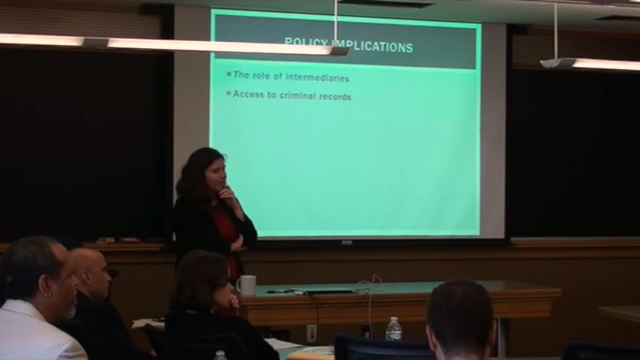 POLICY IMPLICATIONS
The role of intermediaries
Access to criminal records